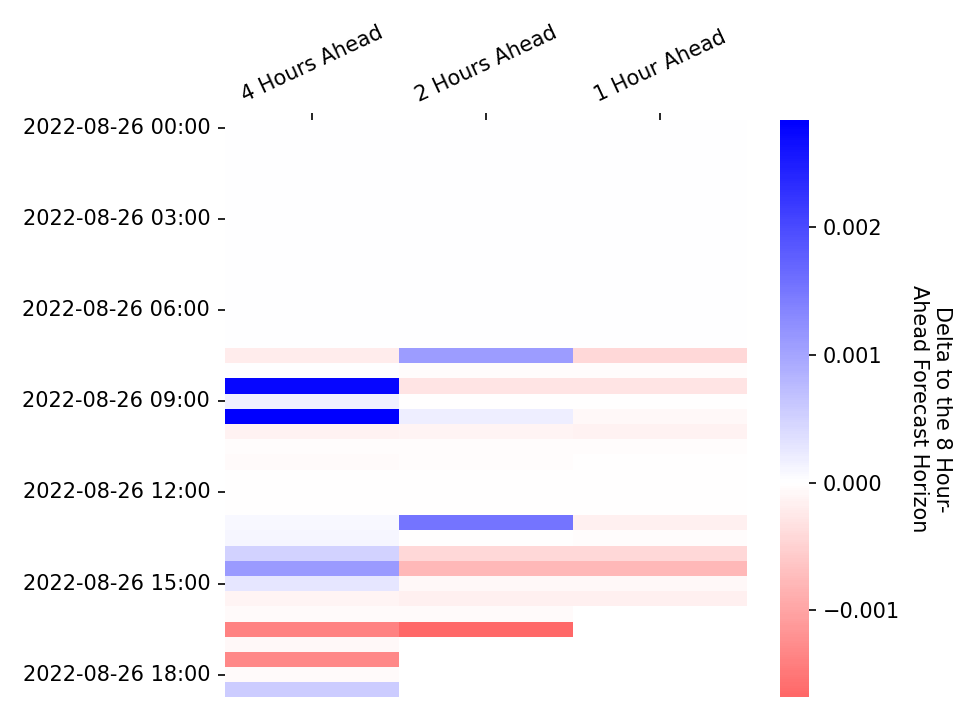 4 Hours Ahead
2 Hours Ahead
1 Hour Ahead
2022-08-26 00:00
2022-08-26 03:00
2022-08-26 06:00
2022-08-26 09:00
2022-08-26 12:00
2022-08-26 15:00
2022-08-26 18:00
0.002
0.001
0.000
−0.001
Delta to the 8 Hour-
Ahead Forecast Horizon